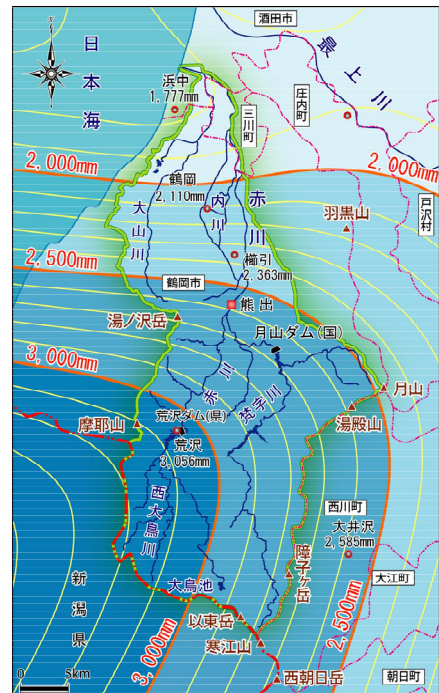 酒田市
日本海
最上川
浜中
1,777mm
庄内町
三川町
2,000mm
2,000mm
戸沢村
鶴岡
2,110mm
内川
赤川
大山川
羽黒山
櫛引
2,363mm
2,500mm
鶴岡市
熊出
湯ノ沢岳
月山ダム(国)
3,000mm
赤川
梵字川
月山
湯殿山
摩耶山
荒沢ダム(県)
荒沢
3,056mm
西大鳥川
西川町
大井沢
2,585mm
障子ヶ岳
大江町
新潟県
大鳥池
以東岳
2,500mm
寒江山
3,000mm
西朝日岳
朝日町
0 5km